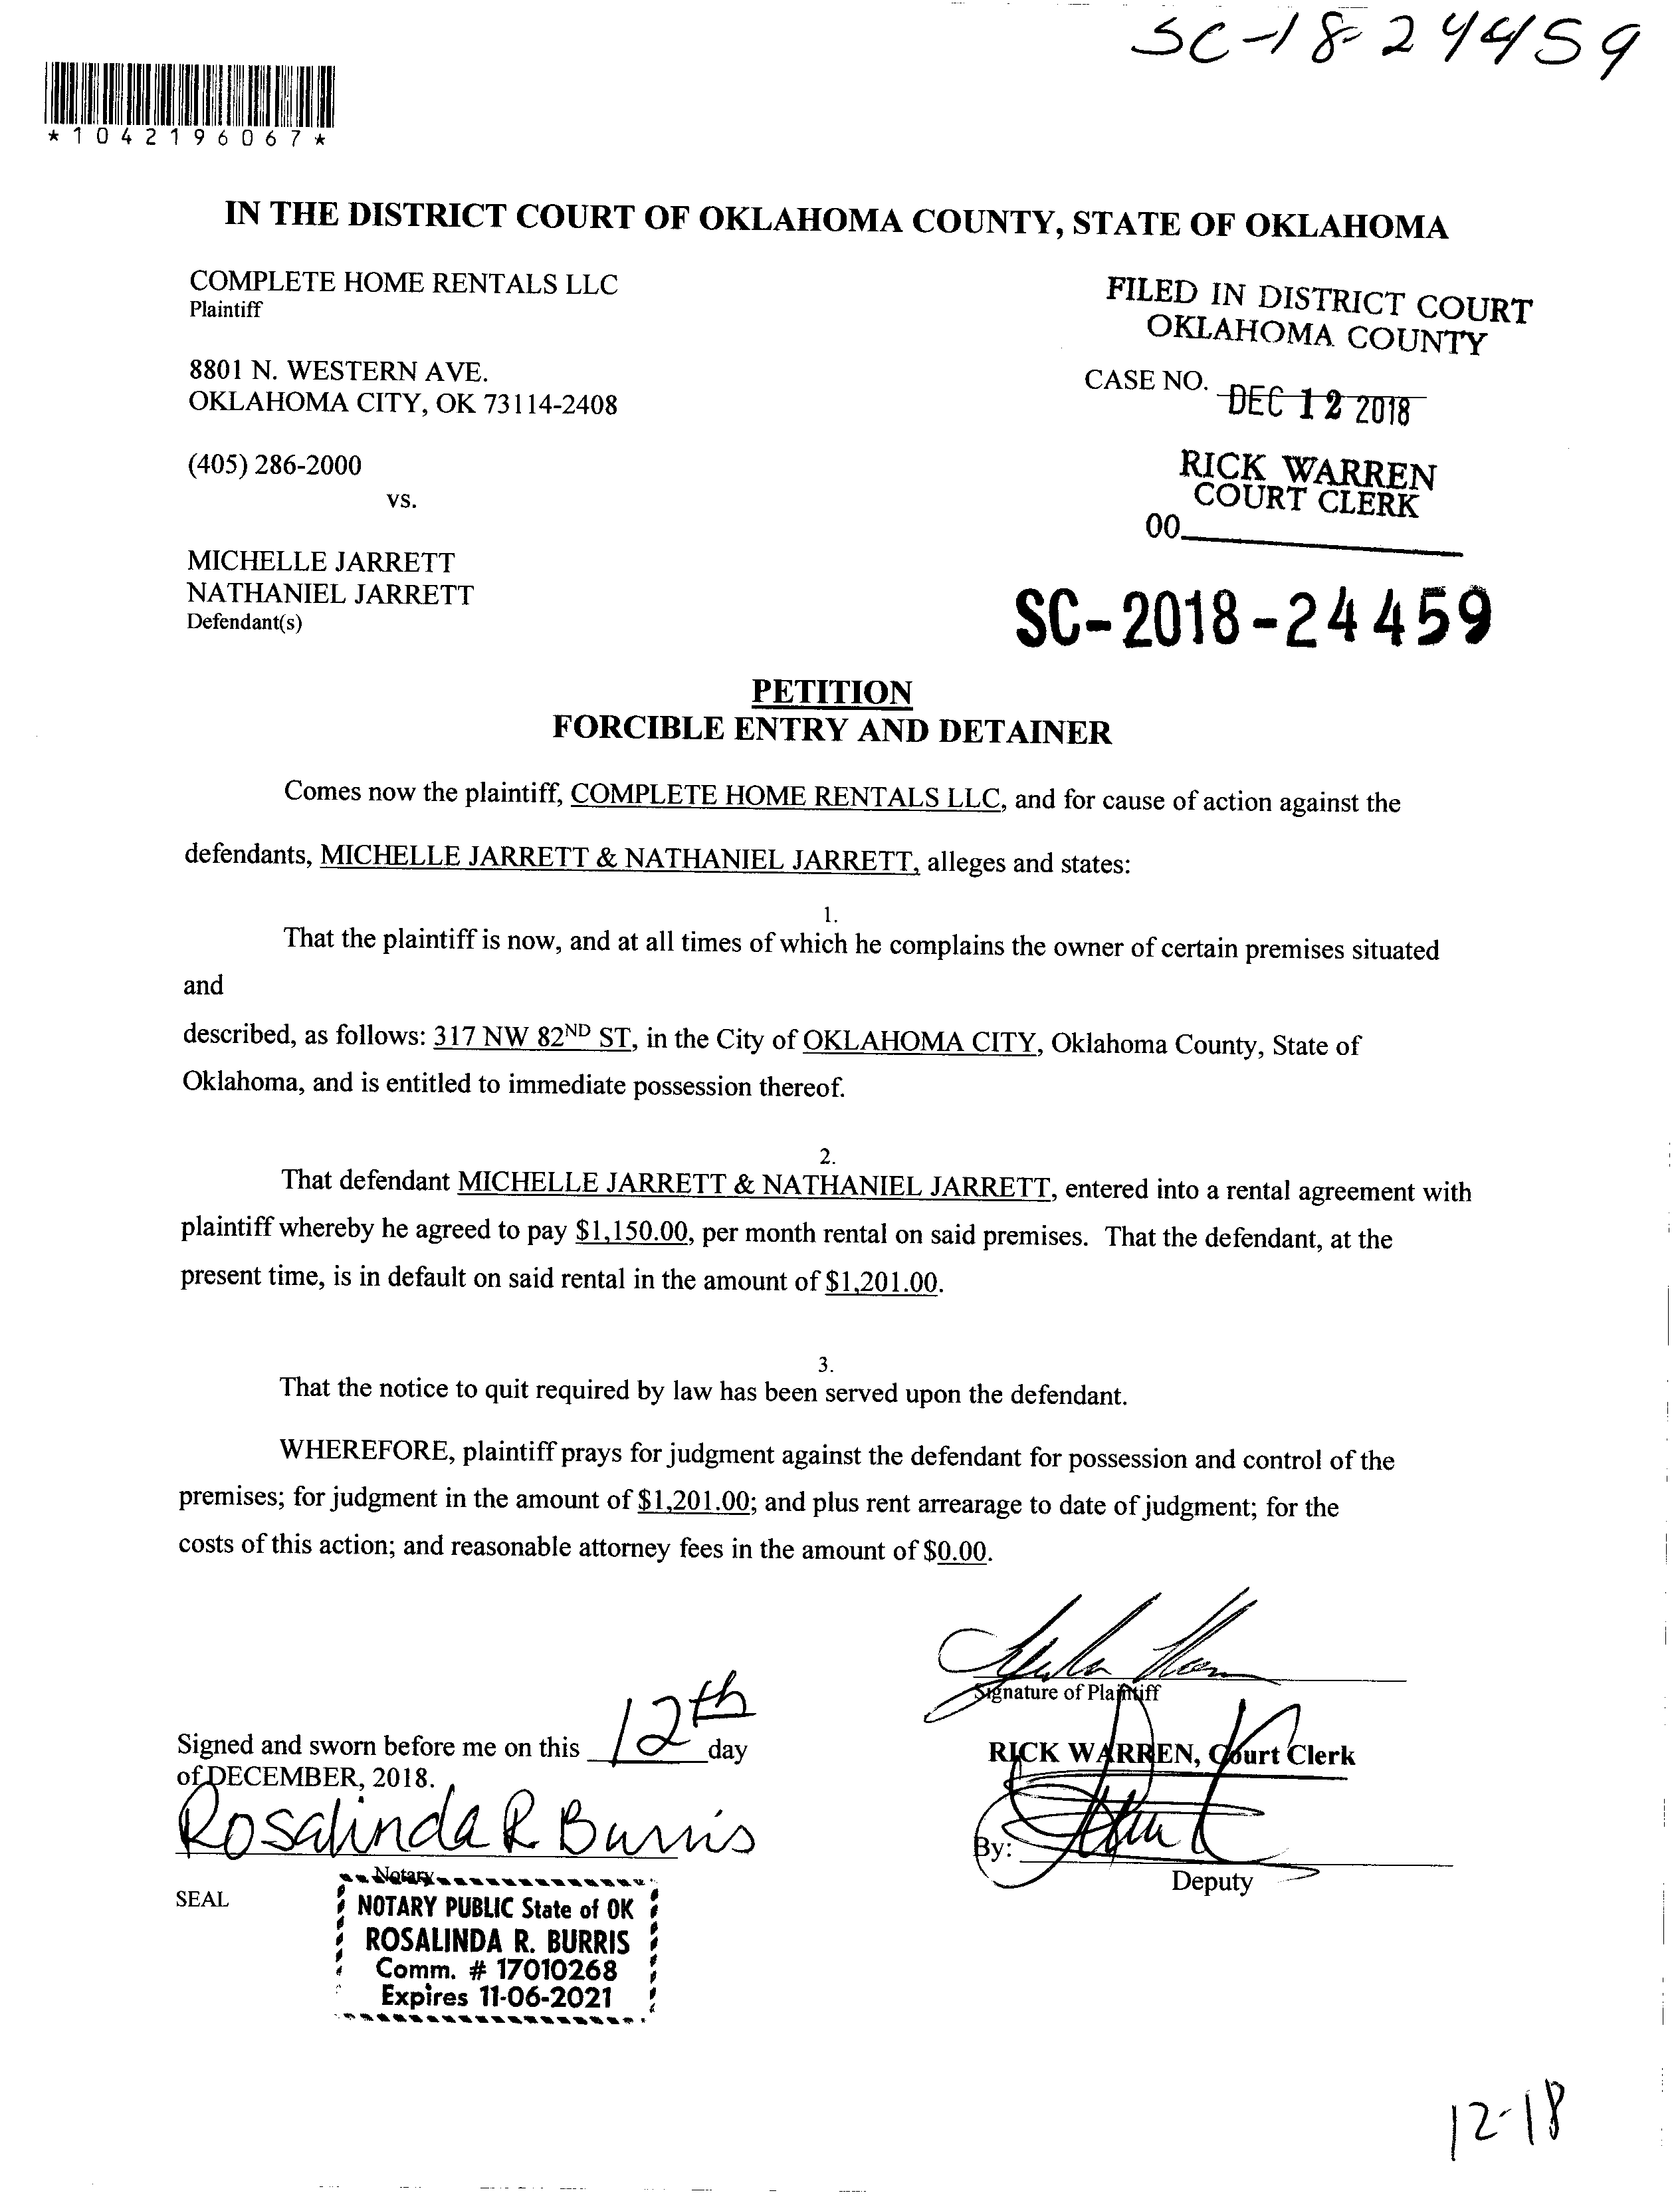 SC-18-24459
*1042196067*
IN THE DISTRICT COURT OF OKLAHOMA COUNTY, STATE OF OKLAHOMA
COMPLETE HOME RENTALS LLC
Plaintiff
FILED IN DISTRICT COURT
OKLAHOMA COUNTY
8801 N. WESTERN AVE.
OKLAHOMA CITY, OK 73114-2408
CASE NO.
DEC 12 2018
(405) 286-2000
RICK WARREN
COURT CLERK
vs.
00
MICHELLE JARRETT
NATHANIEL JARRETT
Defendant(s)
SC-2018-24459
PETITION
FORCIBLE ENTRY AND DETAINER
Comes now the plaintiff, COMPLETE HOME RENTALS LLC, and for cause of action against the
defendants, MICHELLE JARRETT & NATHANIEL JARRETT, alleges and states:
1.
That the plaintiff is now, and at all times of which he complains the owner of certain premises situated
and
described, as follows: 317 NW 82ND ST, in the City of OKLAHOMA CITY, Oklahoma County, State of
Oklahoma, and is entitled to immediate possession thereof.
2.
That defendant MICHELLE JARRETT & NATHANIEL JARRETT, entered into a rental agreement with
plaintiff whereby he agreed to pay $1,150.00, per month rental on said premises. That the defendant, at the
present time, is in default on said rental in the amount of $1,201.00.
3.
That the notice to quit required by law has been served upon the defendant.
WHEREFORE, plaintiff prays for judgment against the defendant for possession and control of the
premises; for judgment in the amount of $1,201.00; and plus rent arrearage to date of judgment; for the
costs of this action; and reasonable attorney fees in the amount of $0.00.
Signature of Plaintiff
Signed and sworn before me on this 12th day
of DECEMBER, 2018.
RICK WARREN, Court Clerk
Rosalinda R Burris
By:
Notary
Deputy
SEAL
NOTARY PUBLIC State of OK
ROSALINDA R. BURRIS
Comm. # 17010268
Expires 11-06-2021
12-18